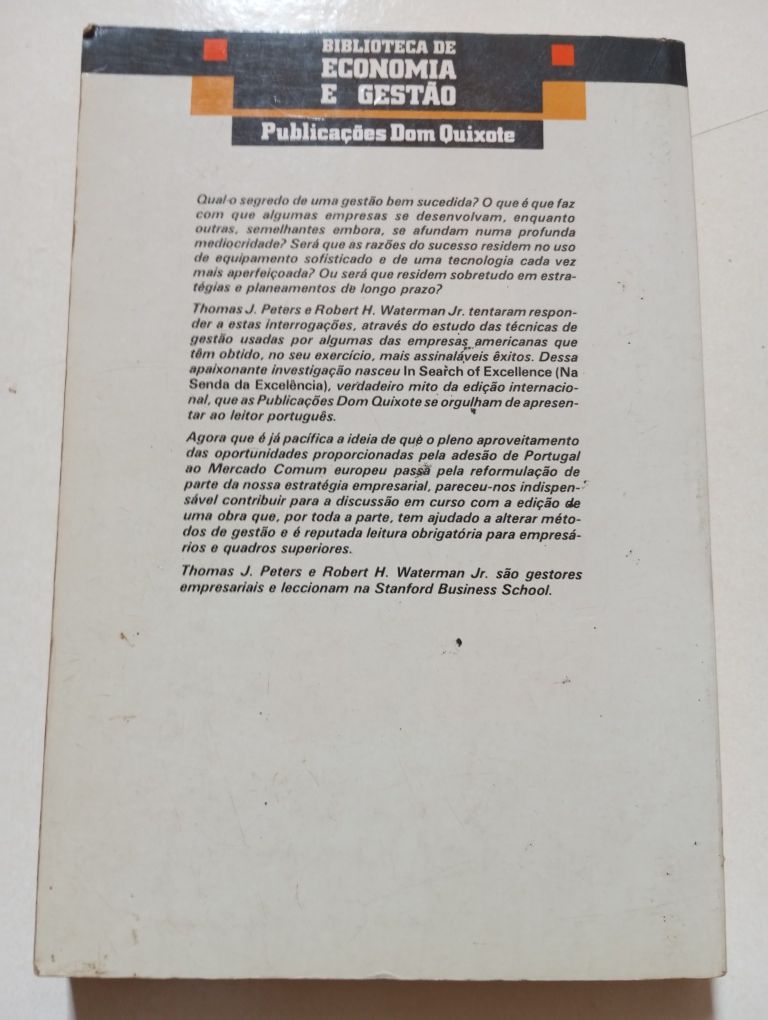 BIBLIOTECA DE
ECONOMIA
E GESTÃO
Publicações Dom Quixote
Qual o segredo de uma gestão bem sucedida? O que é que faz
com que algumas empresas se desenvolvam, enquanto
outras, semelhantes embora, se afundam numa profunda
mediocridade? Será que as razões do sucesso residem no uso
de equipamento sofisticado e de uma tecnologia cada vez
mais aperfeiçoada? Ou será que residem sobretudo em estra-
tégias e planeamentos de longo prazo?
Thomas J. Peters e Robert H. Waterman Jr. tentaram respon-
der a estas interrogações, através do estudo das técnicas de
gestão usadas por algumas das empresas americanas que
têm obtido, no seu exercício, mais assinaláveis êxitos. Dessa
apaixonante investigação nasceu In Search of Excellence (Na
Senda da Excelência), verdadeiro mito da edição internacio-
nal, que as Publicações Dom Quixote se orgulham de apresen-
tar ao leitor português.
Agora que é já pacífica a ideia de que o pleno aproveitamento
das oportunidades proporcionadas pela adesão de Portugal
ao Mercado Comum europeu passa pela reformulação de
parte da nossa estratégia empresarial, pareceu-nos indispen-
sável contribuir para a discussão em curso com a edição de
uma obra que, por toda a parte, tem ajudado a alterar méto-
dos de gestão e é reputada leitura obrigatória para empresá-
rios e quadros superiores.
Thomas J. Peters e Robert H. Waterman Jr. são gestores
empresariais e leccionam na Stanford Business School.